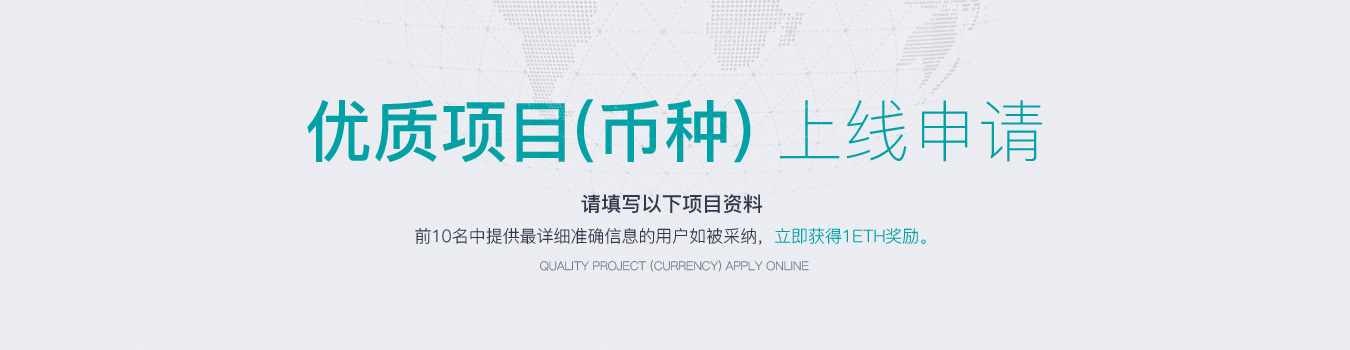 优质项目(币种) 上线申请
请填写以下项目资料
前10名中提供最详细准确信息的用户如被采纳，立即获得1ETH奖励。
QUALITY PROJECT (CURRENCY) APPLY ONLINE